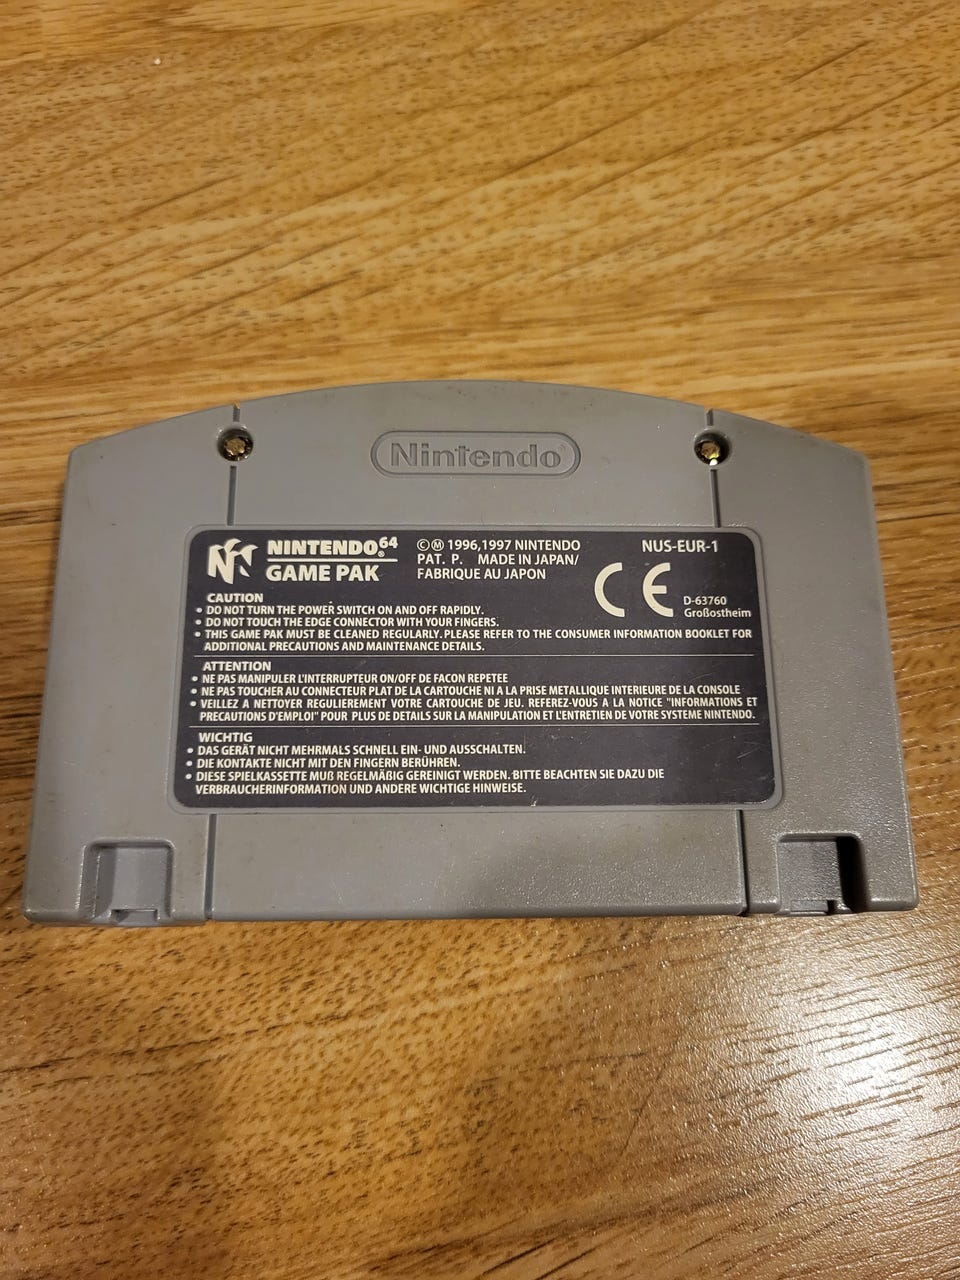 Nintendo
NINTENDO64®
GAME PAK
©Ⓜ 1996,1997 NINTENDO
PAT. P. MADE IN JAPAN/
FABRIQUE AU JAPON
NUS-EUR-1
CE
D-63760
Großostheim
CAUTION
• DO NOT TURN THE POWER SWITCH ON AND OFF RAPIDLY.
• DO NOT TOUCH THE EDGE CONNECTOR WITH YOUR FINGERS.
• THIS GAME PAK MUST BE CLEANED REGULARLY. PLEASE REFER TO THE CONSUMER INFORMATION BOOKLET FOR
ADDITIONAL PRECAUTIONS AND MAINTENANCE DETAILS.
ATTENTION
• NE PAS MANIPULER L'INTERRUPTEUR ON/OFF DE FACON REPETEE
• NE PAS TOUCHER AU CONNECTEUR PLAT DE LA CARTOUCHE NI A LA PRISE METALLIQUE INTERIEURE DE LA CONSOLE
• VEILLEZ A NETTOYER REGULIEREMENT VOTRE CARTOUCHE DE JEU. REFEREZ-VOUS A LA NOTICE "INFORMATIONS ET
PRECAUTIONS D'EMPLOI" POUR PLUS DE DETAILS SUR LA MANIPULATION ET L'ENTRETIEN DE VOTRE SYSTEME NINTENDO.
WICHTIG
• DAS GERÄT NICHT MEHRMALS SCHNELL EIN- UND AUSSCHALTEN.
• DIE KONTAKTE NICHT MIT DEN FINGERN BERÜHREN.
• DIESE SPIELKASSETTE MUß REGELMÄßIG GEREINIGT WERDEN. BITTE BEACHTEN SIE DAZU DIE
VERBRAUCHERINFORMATION UND ANDERE WICHTIGE HINWEISE.